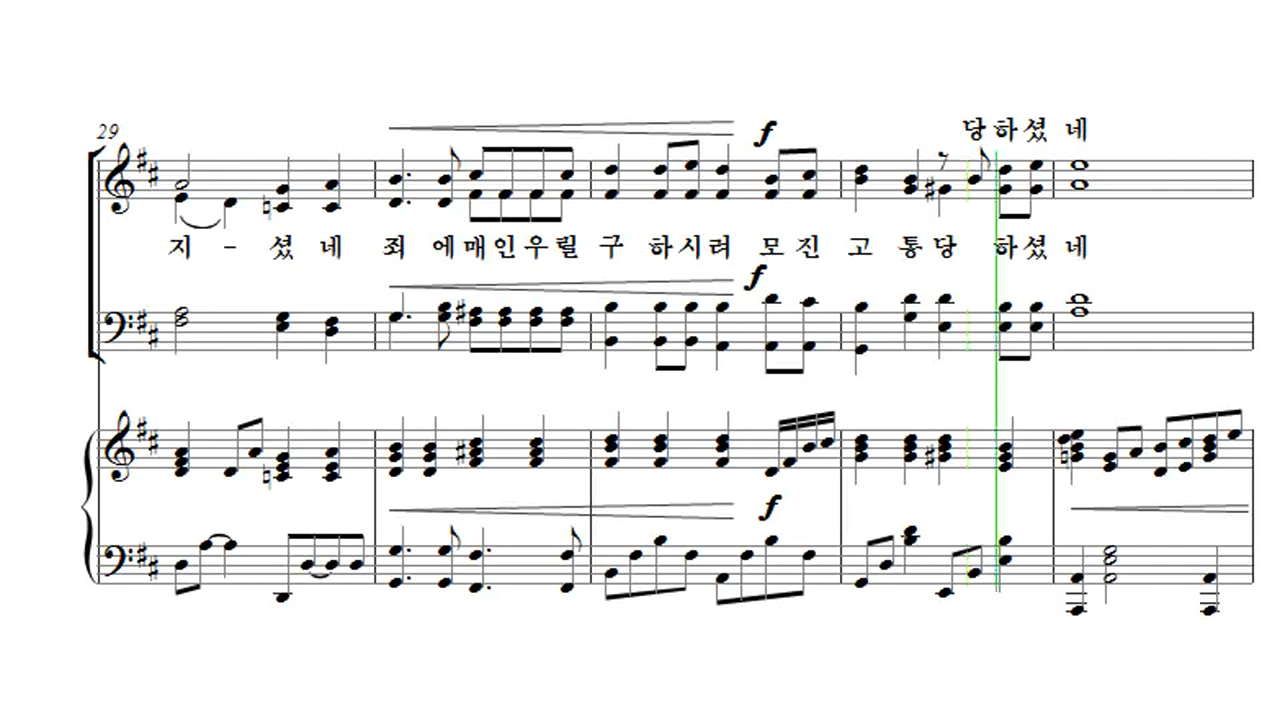 29
f
당하셨 네
지 - 셨 네 죄 에매인우릴 구 하시려 모진 고 통당 하셨 네
f
f